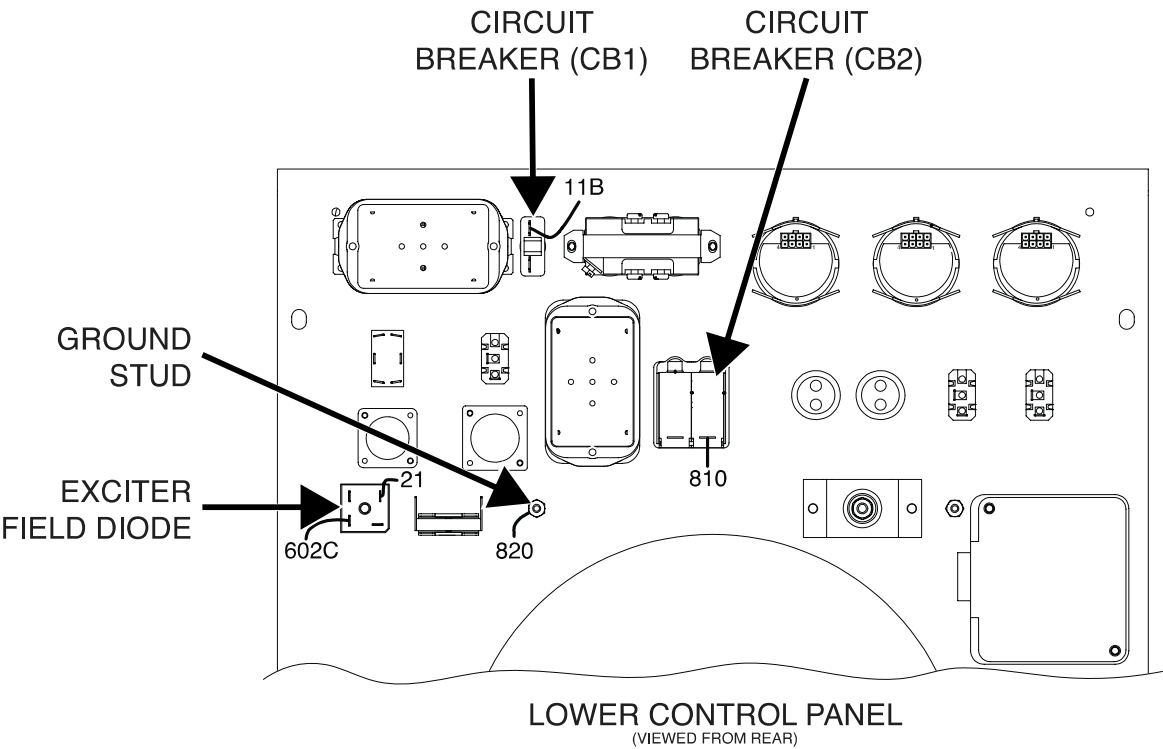 CIRCUIT
BREAKER (CB1)
CIRCUIT
BREAKER (CB2)
11B
GROUND
STUD
810
21
EXCITER
FIELD DIODE
602C
820
LOWER CONTROL PANEL
(VIEWED FROM REAR)